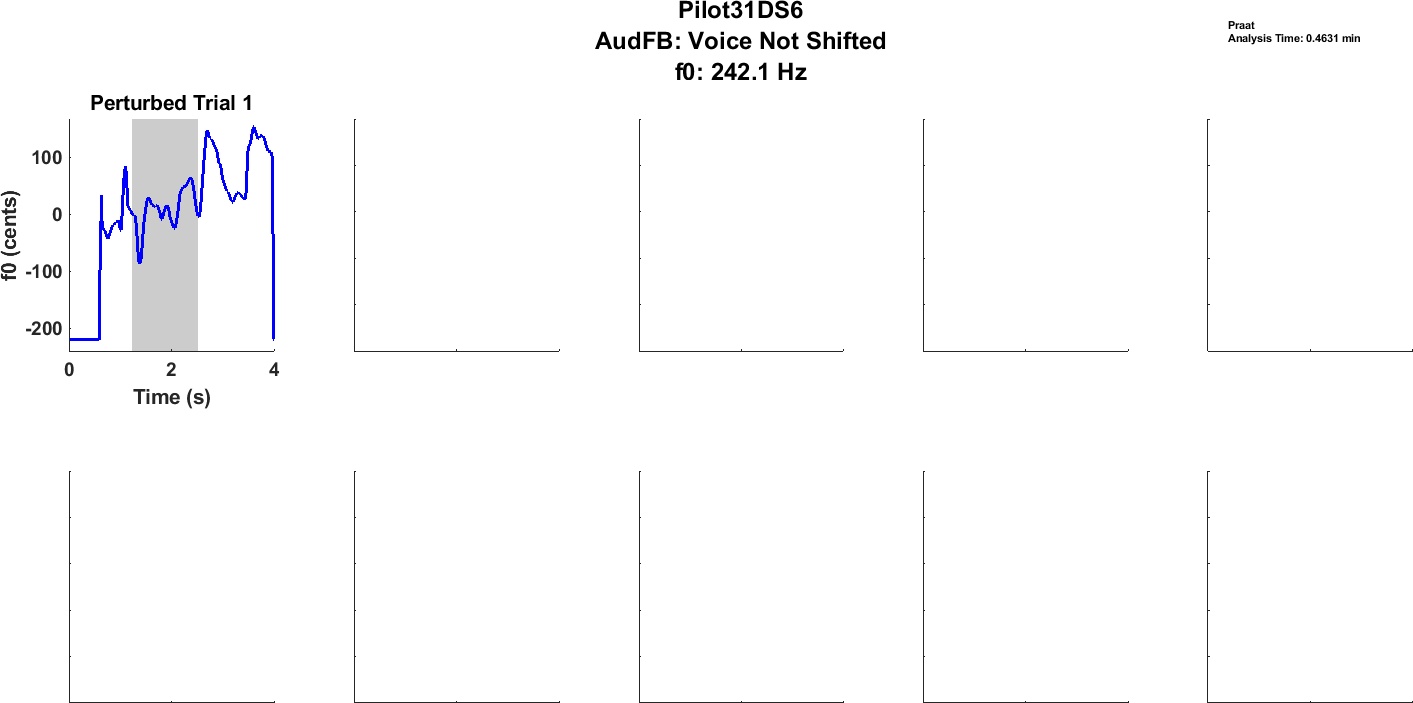 Pilot31DS6
AudFB: Voice Not Shifted
f0: 242.1 Hz
Praat
Analysis Time: 0.4631 min
Perturbed Trial 1
f0 (cents)
100
0
-100
-200
0 2 4
Time (s)